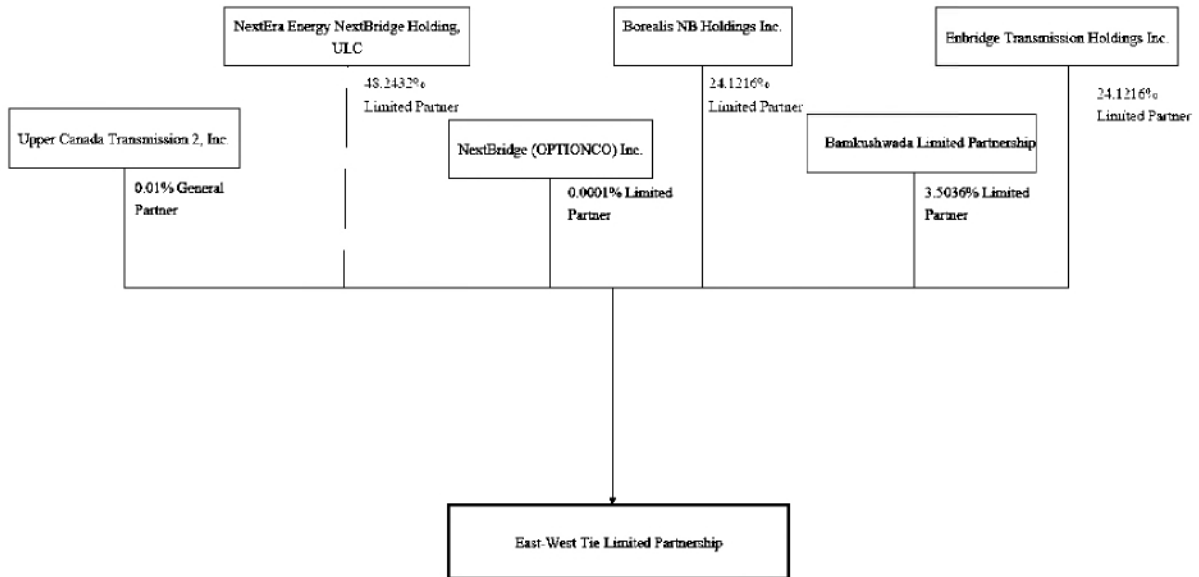 NextEra Energy NextBridge Holding,
ULC
Borealis NB Holdings Inc.
Enbridge Transmission Holdings Inc.
48.2432%
Limited Partner
24.1216%
Limited Partner
24.1216%
Limited Partner
Upper Canada Transmission 2, Inc.
NextBridge (OPTIONCO) Inc.
Bamkushwada Limited Partnership
0.01% General
Partner
0.0001% Limited
Partner
3.5036% Limited
Partner
East-West Tie Limited Partnership